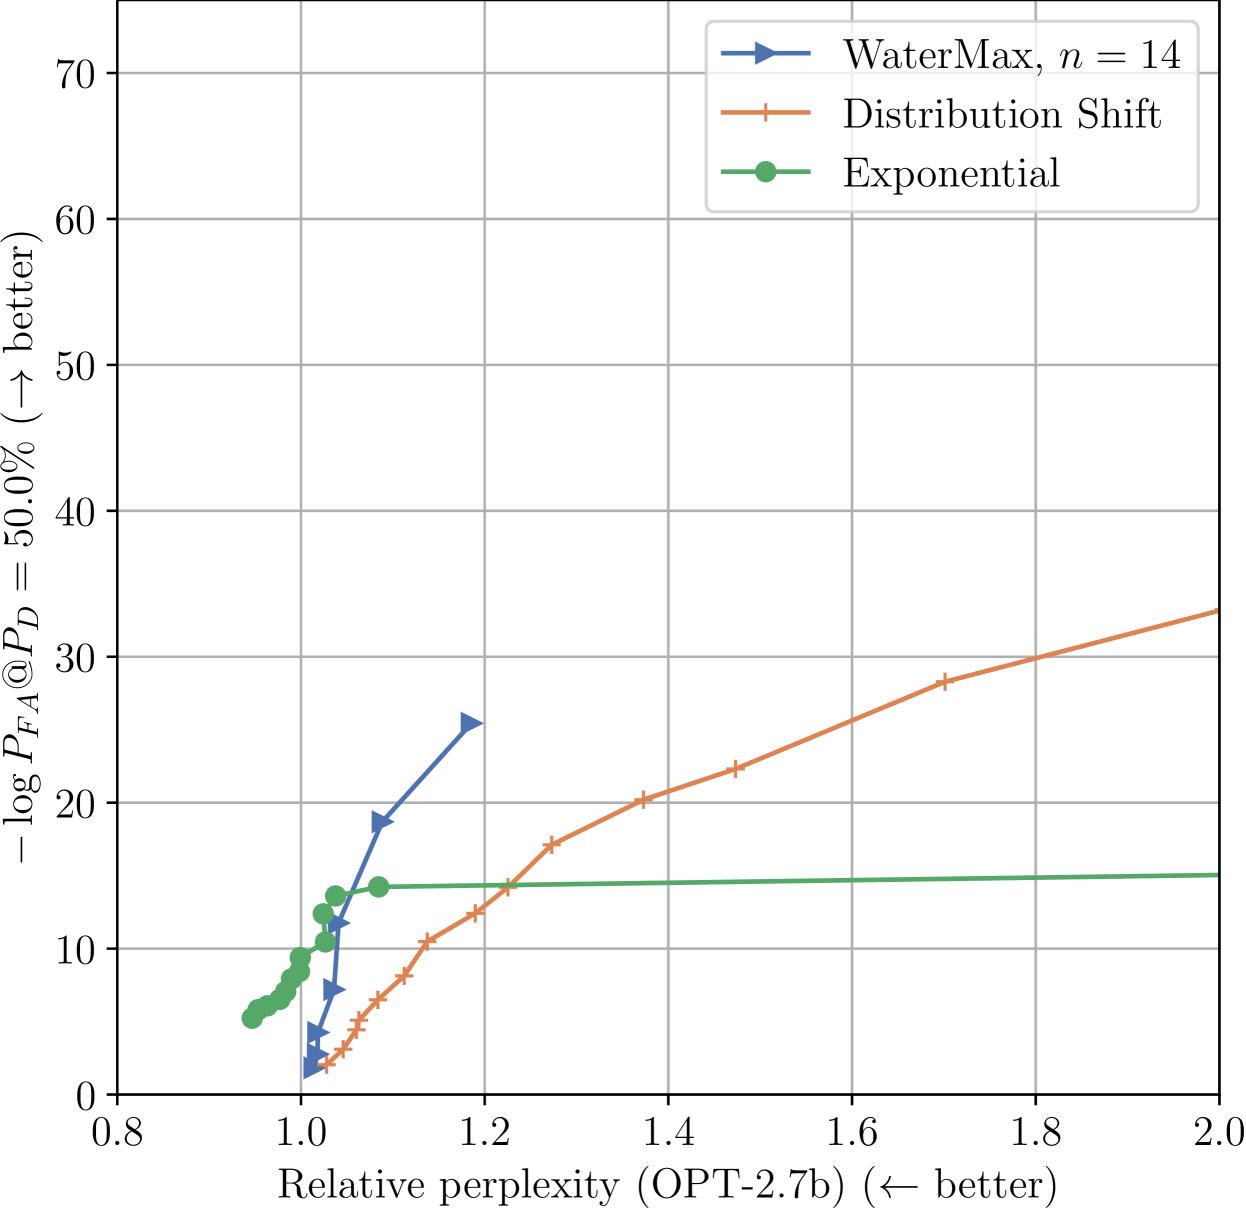 WaterMax, n = 14
Distribution Shift
Exponential
70
60
50
40
30
20
10
0
− log P_{FA}@P_D = 50.0% (→ better)
0.8 1.0 1.2 1.4 1.6 1.8 2.0
Relative perplexity (OPT-2.7b) (← better)